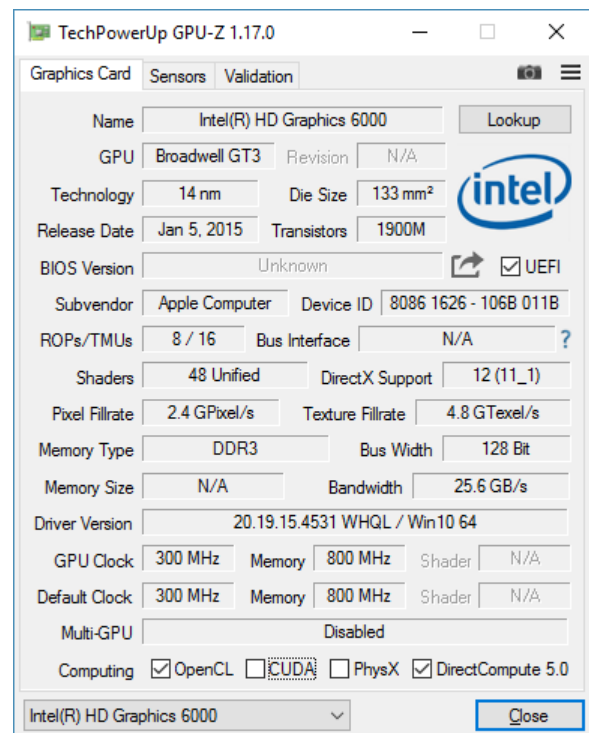 TechPowerUp GPU-Z 1.17.0
Graphics Card Sensors Validation
Name Intel(R) HD Graphics 6000 Lookup
GPU Broadwell GT3 Revision N/A
Technology 14 nm Die Size 133 mm²
intel
Release Date Jan 5, 2015 Transistors 1900M
BIOS Version Unknown UEFI
Subvendor Apple Computer Device ID 8086 1626 - 106B 011B
ROPs/TMUs 8 / 16 Bus Interface N/A ?
Shaders 48 Unified DirectX Support 12 (11_1)
Pixel Fillrate 2.4 GPixel/s Texture Fillrate 4.8 GTexel/s
Memory Type DDR3 Bus Width 128 Bit
Memory Size N/A Bandwidth 25.6 GB/s
Driver Version 20.19.15.4531 WHQL / Win10 64
GPU Clock 300 MHz Memory 800 MHz Shader N/A
Default Clock 300 MHz Memory 800 MHz Shader N/A
Multi-GPU Disabled
Computing OpenCL CUDA PhysX DirectCompute 5.0
Intel(R) HD Graphics 6000 Close